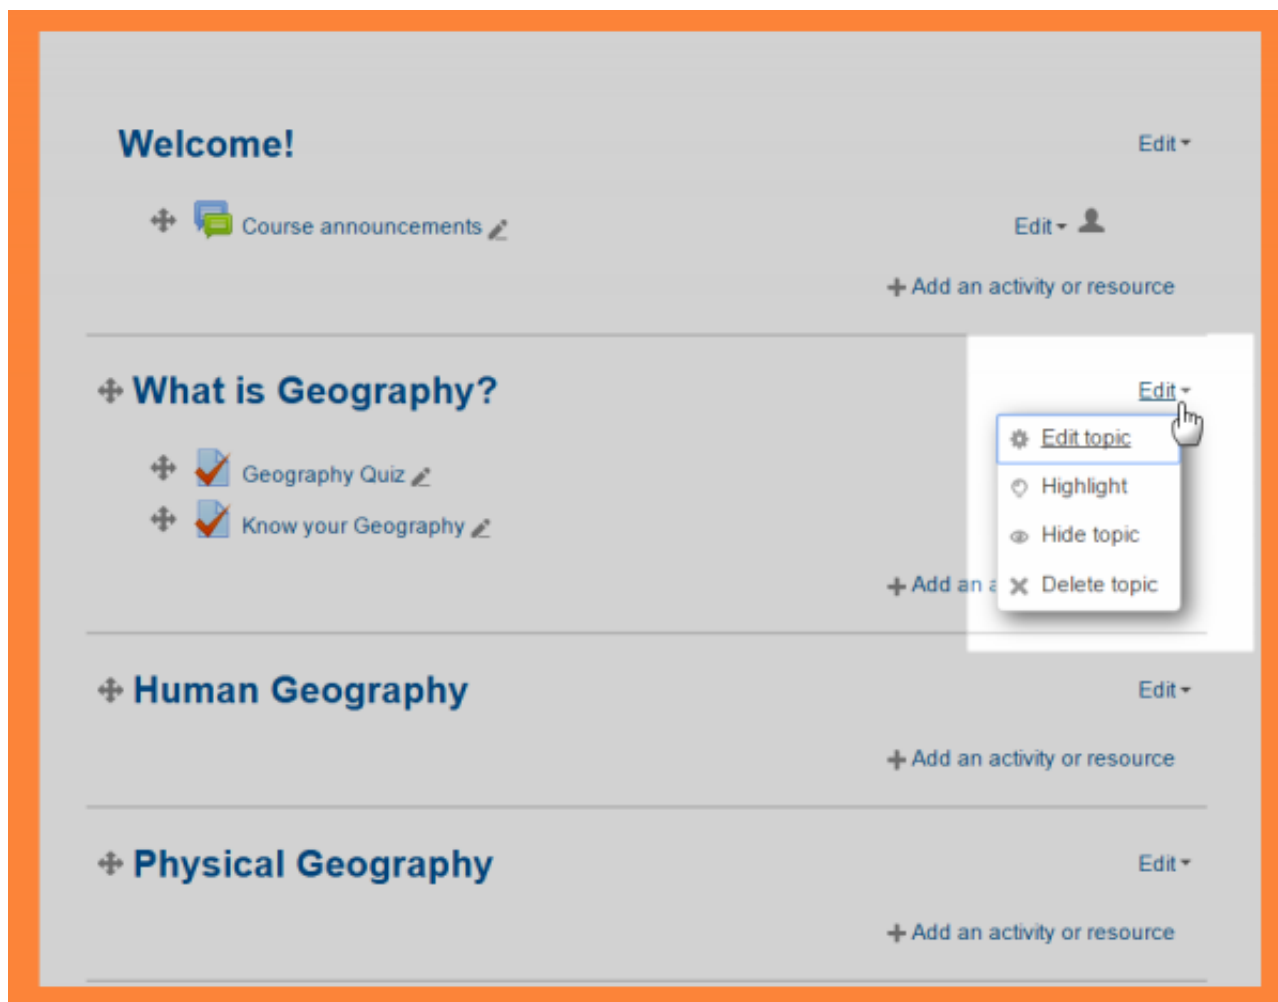 Welcome! Edit
Course announcements Edit
Add an activity or resource
What is Geography? Edit
Edit topic
Geography Quiz
Highlight
Know your Geography
Hide topic
Add an a
Delete topic
Human Geography Edit
Add an activity or resource
Physical Geography Edit
Add an activity or resource